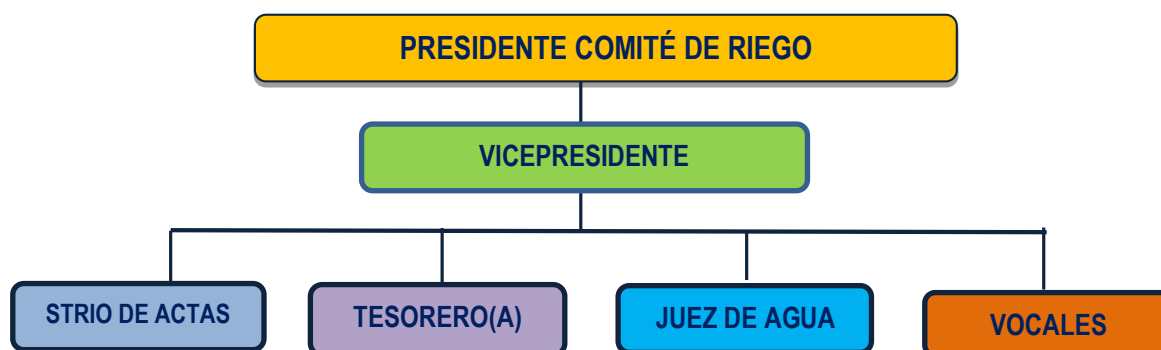 PRESIDENTE COMITÉ DE RIEGO
VICEPRESIDENTE
STRIO DE ACTAS
TESORERO(A)
JUEZ DE AGUA
VOCALES